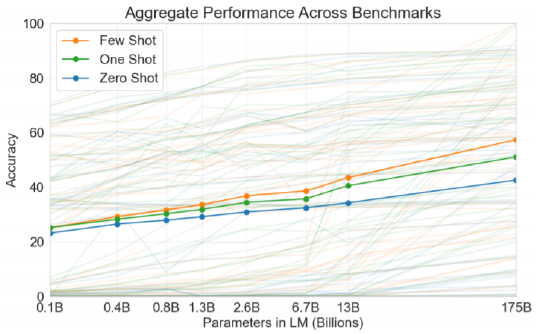 Aggregate Performance Across Benchmarks
100
Few Shot
One Shot
80
Zero Shot
60
Accuracy
40
20
0
0.1B 0.4B 0.8B 1.3B 2.6B 6.7B 13B 175B
Parameters in LM (Billions)